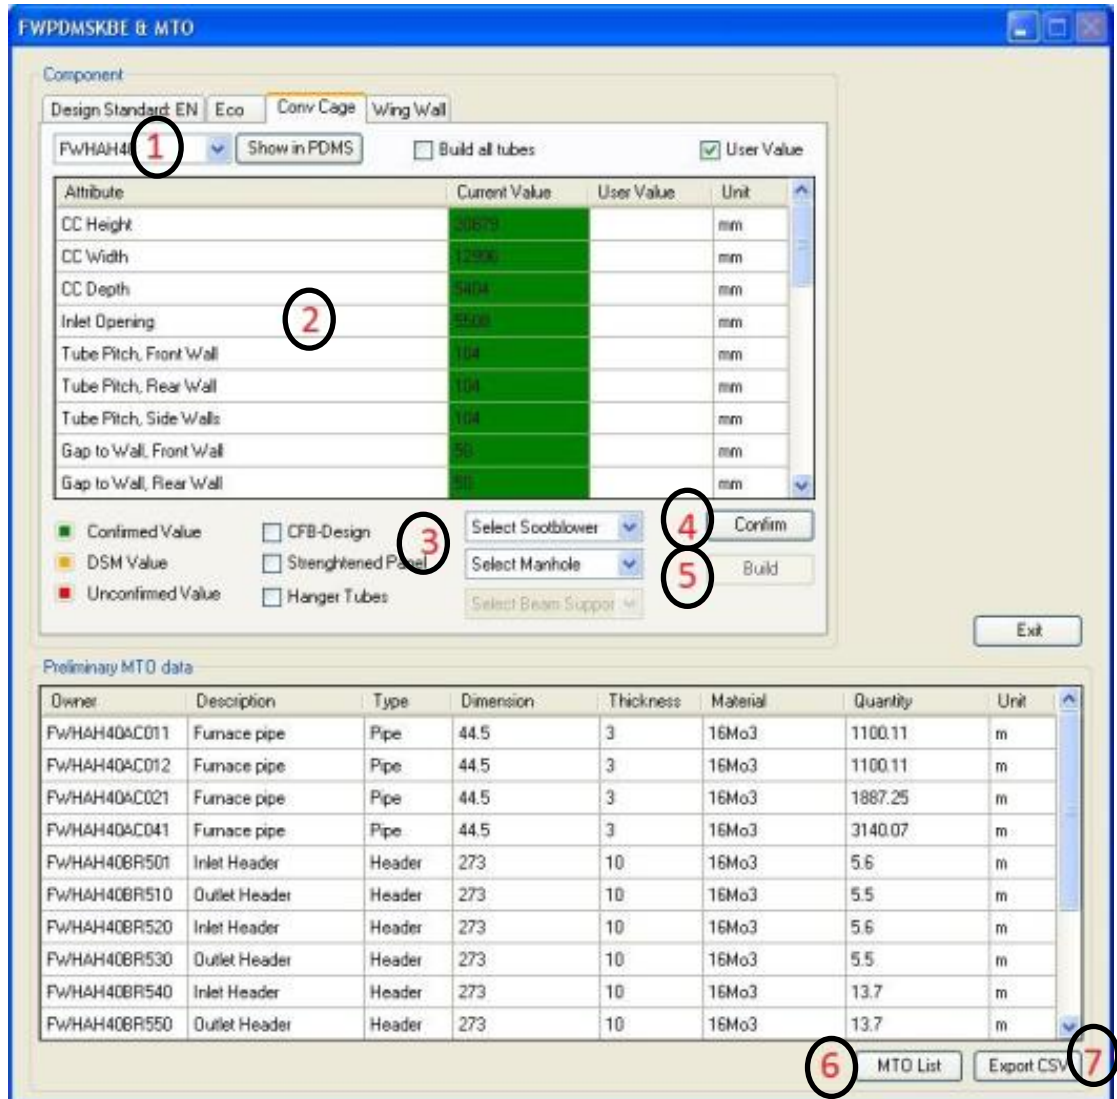 FWPDMSKBE & MTO
Component
Design Standard: EN Eco Conv Cage Wing Wall
FWHAH40 1 Show in PDMS Build all tubes User Value
Attribute Current Value User Value Unit
CC Height 30679 mm
CC Width 12996 mm
CC Depth 5404 mm
Inlet Opening 2 5500 mm
Tube Pitch, Front Wall 104 mm
Tube Pitch, Rear Wall 104 mm
Tube Pitch, Side Walls 104 mm
Gap to Wall, Front Wall 50 mm
Gap to Wall, Rear Wall 50 mm
Confirmed Value CFB-Design 3 Select Sootblower 4 Confirm
DSM Value Strenghtened Panel Select Manhole 5 Build
Unconfirmed Value Hanger Tubes Select Beam Suppor
Exit
Preliminary MTO data
Owner Description Type Dimension Thickness Material Quantity Unit
FWHAH40AC011 Furnace pipe Pipe 44.5 3 16Mo3 1100.11 m
FWHAH40AC012 Furnace pipe Pipe 44.5 3 16Mo3 1100.11 m
FWHAH40AC021 Furnace pipe Pipe 44.5 3 16Mo3 1887.25 m
FWHAH40AC041 Furnace pipe Pipe 44.5 3 16Mo3 3140.07 m
FWHAH40BR501 Inlet Header Header 273 10 16Mo3 5.6 m
FWHAH40BR510 Outlet Header Header 273 10 16Mo3 5.5 m
FWHAH40BR520 Inlet Header Header 273 10 16Mo3 5.6 m
FWHAH40BR530 Outlet Header Header 273 10 16Mo3 5.5 m
FWHAH40BR540 Inlet Header Header 273 10 16Mo3 13.7 m
FWHAH40BR550 Outlet Header Header 273 10 16Mo3 13.7 m
6 MTO List Export CSV 7